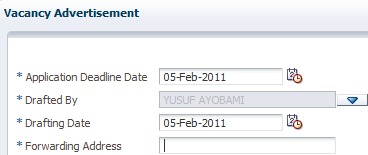 Vacancy Advertisement
* Application Deadline Date 05-Feb-2011
* Drafted By YUSUF AYOBAMI
* Drafting Date 05-Feb-2011
* Forwarding Address